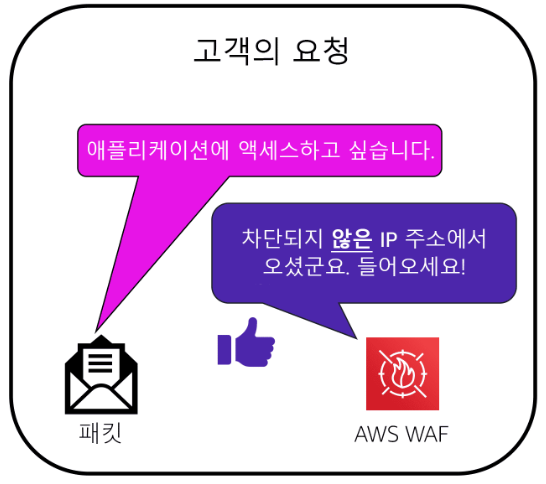 고객의 요청
애플리케이션에 액세스하고 싶습니다.
차단되지 않은 IP 주소에서
오셨군요. 들어오세요!
패킷
AWS WAF